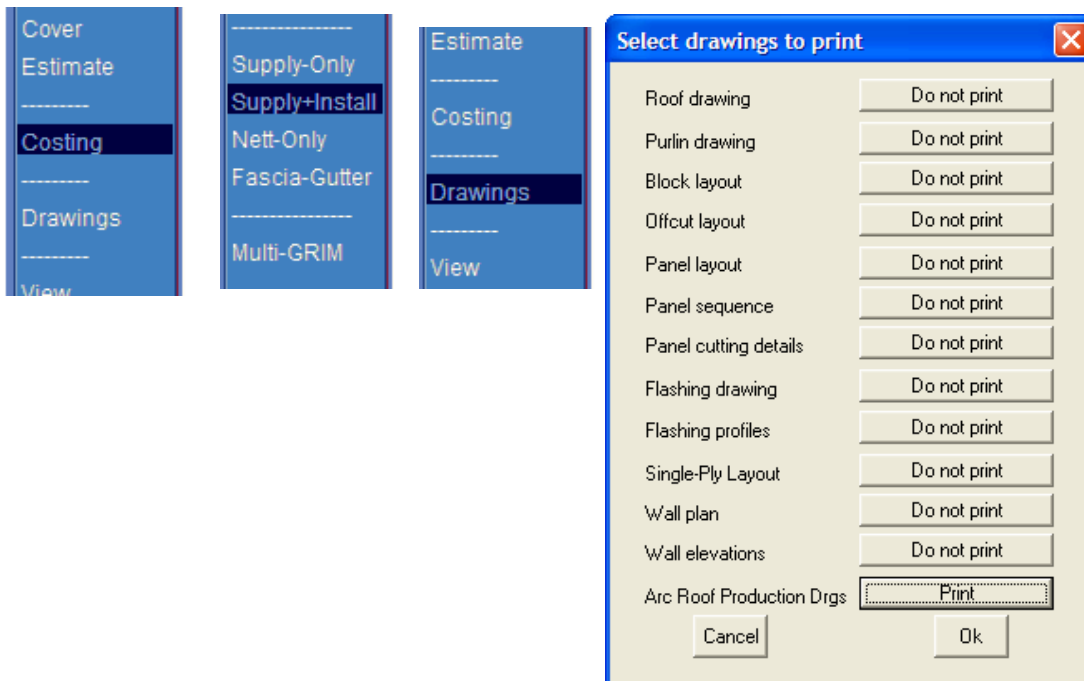 Cover
Estimate
---------
Costing
---------
Drawings
---------
View
----------------
Supply-Only
Supply+Install
Nett-Only
Fascia-Gutter
----------------
Multi-GRIM
Estimate
---------
Costing
---------
Drawings
---------
View
Select drawings to print
Roof drawing Do not print
Purlin drawing Do not print
Block layout Do not print
Offcut layout Do not print
Panel layout Do not print
Panel sequence Do not print
Panel cutting details Do not print
Flashing drawing Do not print
Flashing profiles Do not print
Single-Ply Layout Do not print
Wall plan Do not print
Wall elevations Do not print
Arc Roof Production Drgs Print
Cancel Ok